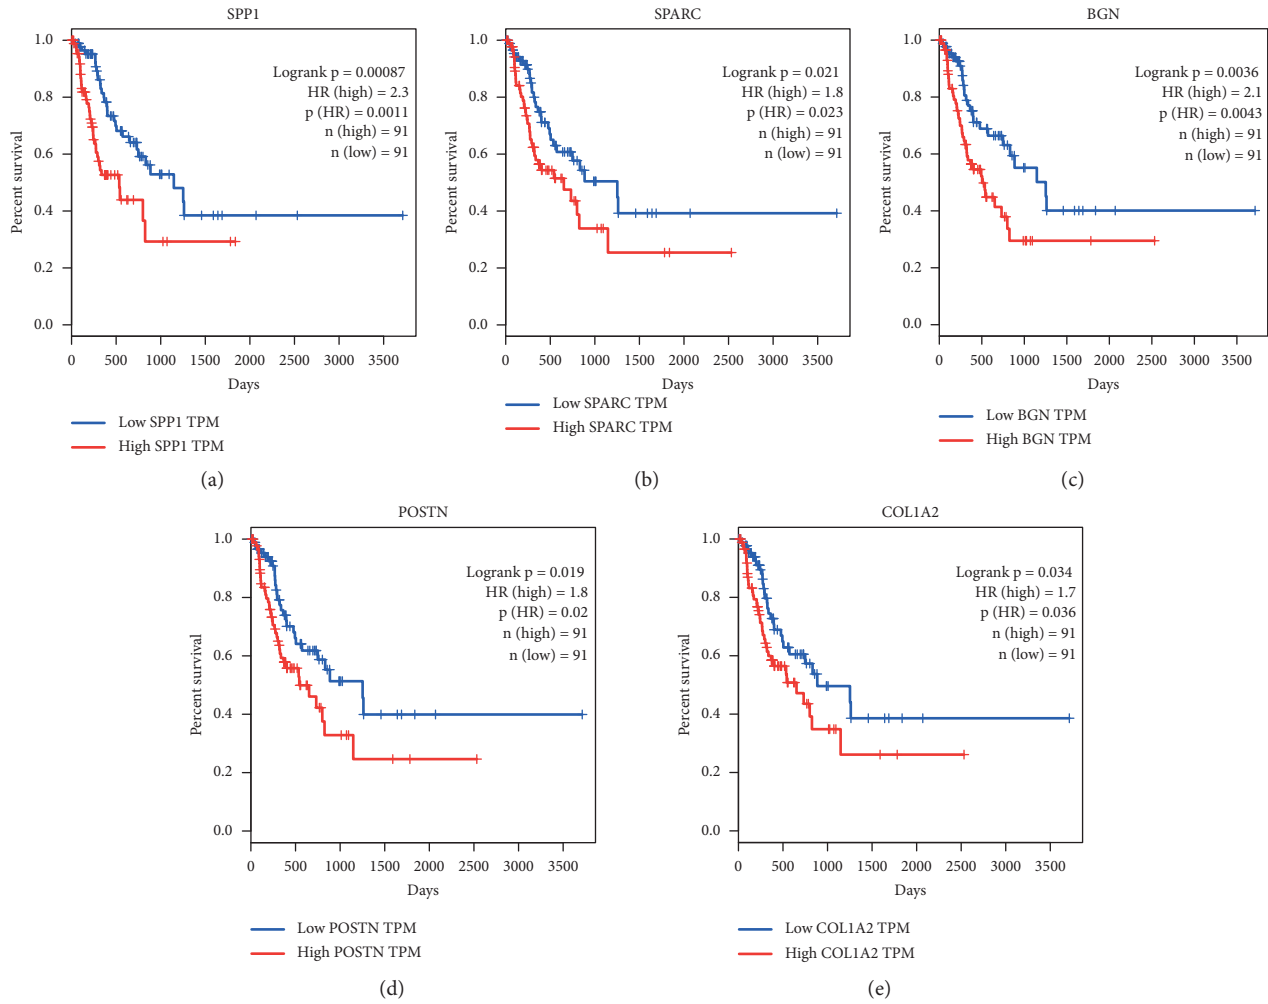 SPP1
1.0
0.8
0.6
0.4
0.2
0.0
Percent survival
Logrank p = 0.00087
HR (high) = 2.3
p (HR) = 0.0011
n (high) = 91
n (low) = 91
0 500 1000 1500 2000 2500 3000 3500
Days
Low SPP1 TPM
High SPP1 TPM
(a)
SPARC
1.0
0.8
0.6
0.4
0.2
0.0
Percent survival
Logrank p = 0.021
HR (high) = 1.8
p (HR) = 0.023
n (high) = 91
n (low) = 91
0 500 1000 1500 2000 2500 3000 3500
Days
Low SPARC TPM
High SPARC TPM
(b)
BGN
1.0
0.8
0.6
0.4
0.2
0.0
Percent survival
Logrank p = 0.0036
HR (high) = 2.1
p (HR) = 0.0043
n (high) = 91
n (low) = 91
0 500 1000 1500 2000 2500 3000 3500
Days
Low BGN TPM
High BGN TPM
(c)
POSTN
1.0
0.8
0.6
0.4
0.2
0.0
Percent survival
Logrank p = 0.019
HR (high) = 1.8
p (HR) = 0.02
n (high) = 91
n (low) = 91
0 500 1000 1500 2000 2500 3000 3500
Days
Low POSTN TPM
High POSTN TPM
(d)
COL1A2
1.0
0.8
0.6
0.4
0.2
0.0
Percent survival
Logrank p = 0.034
HR (high) = 1.7
p (HR) = 0.036
n (high) = 91
n (low) = 91
0 500 1000 1500 2000 2500 3000 3500
Days
Low COL1A2 TPM
High COL1A2 TPM
(e)